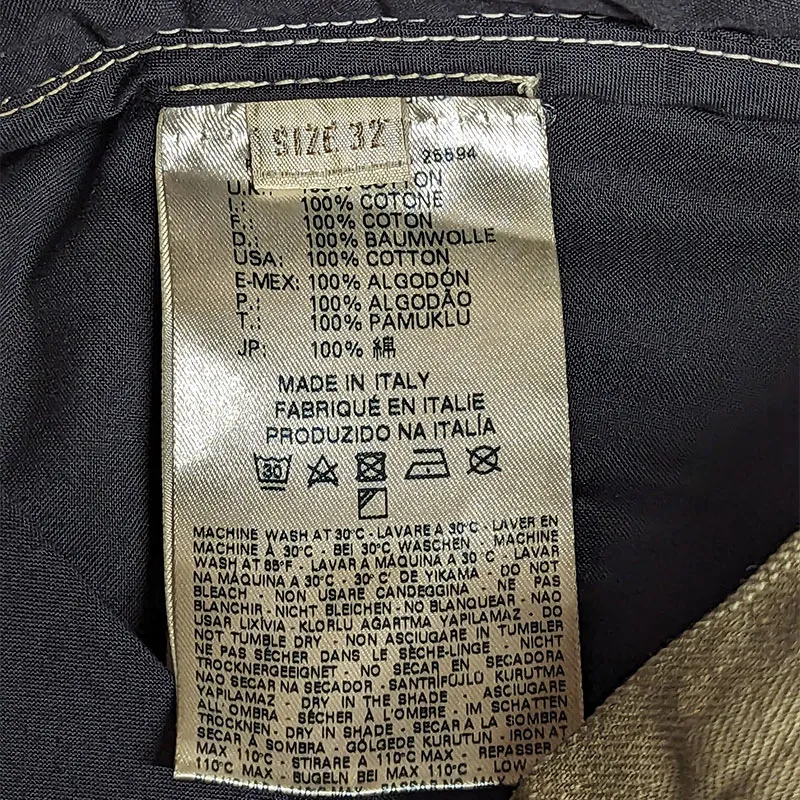 SIZE 32
25594
U.K.: 100% COTTON
I.: 100% COTONE
F.: 100% COTON
D.: 100% BAUMWOLLE
USA: 100% COTTON
E-MEX: 100% ALGODÓN
P.: 100% ALGODÃO
T.: 100% PAMUKLU
JP: 100% 綿
MADE IN ITALY
FABRIQUÉ EN ITALIE
PRODUZIDO NA ITALÍA
30
MACHINE WASH AT 30°C - LAVARE A 30°C - LAVER EN
MACHINE À 30°C - BEI 30°C WASCHEN - MACHINE
WASH AT 85°F - LAVAR A MÁQUINA A 30°C - LAVAR
NA MÁQUINA A 30°C - 30°C' DE YIKAMA - DO NOT
BLEACH - NON USARE CANDEGGINA - NE PAS
BLANCHIR - NICHT BLEICHEN - NO BLANQUEAR - NAO
USAR LIXÍVIA - KLORLU AGARTMA YAPILAMAZ - DO
NOT TUMBLE DRY - NON ASCIUGARE IN TUMBLER
NE PAS SÉCHER DANS LE SÈCHE-LINGE - NICHT
TROCKNERGEEIGNET - NO SECAR EN SECADORA
NAO SECAR NA SECADOR - SANTRIFÜJLÜ KURUTMA
YAPILAMAZ - DRY IN THE SHADE - ASCIUGARE
ALL'OMBRA - SÉCHER À L'OMBRE - IM SCHATTEN
TROCKNEN - DRY IN SHADE - SECAR A LA SOMBRA
SECAR A SOMBRA - GÖLGEDE KURUTUN - IRON AT
MAX 110°C - STIRARE A 110°C MAX - REPASSER
110°C MAX - BUGELN BEI MAX 110°C - LOW